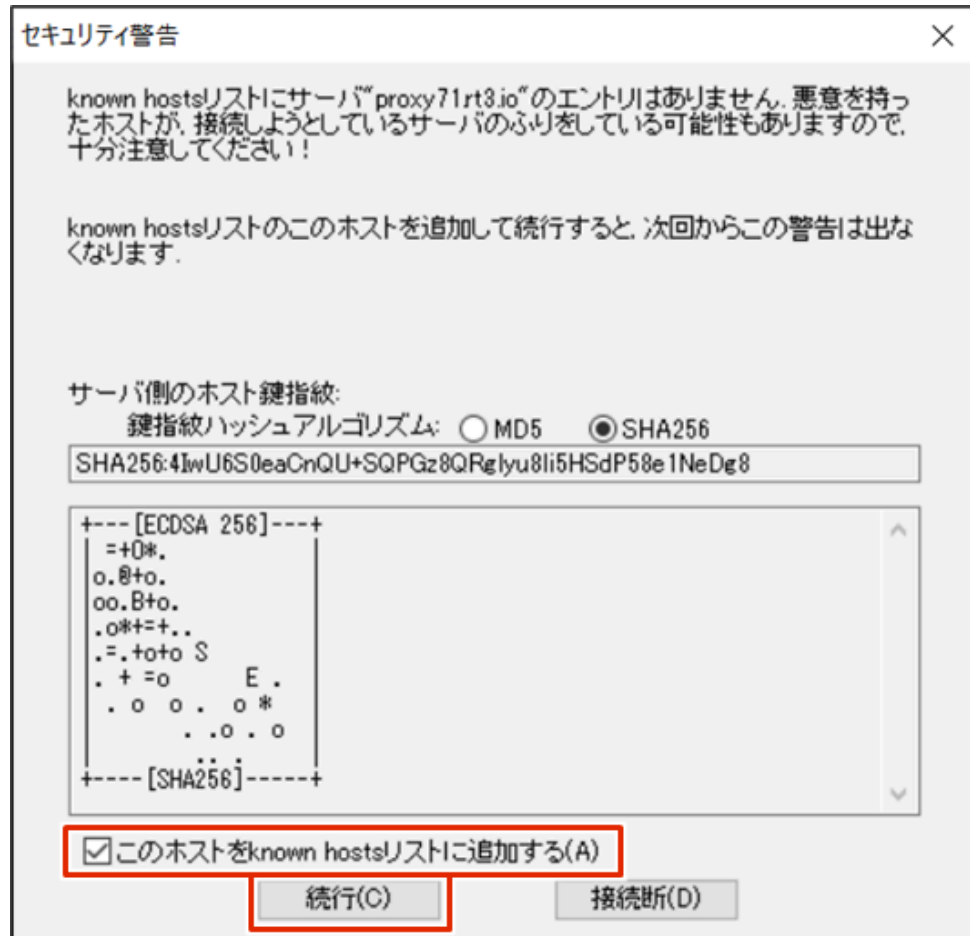 セキュリティ警告
known hostsリストにサーバ"proxy71rt3.io"のエントリはありません. 悪意を持っ
たホストが, 接続しようとしているサーバのふりをしている可能性もありますので,
十分注意してください!
known hostsリストのこのホストを追加して続行すると, 次回からこの警告は出な
くなります.
サーバ側のホスト鍵指紋:
鍵指紋ハッシュアルゴリズム: MD5 SHA256
SHA256:4IwU6S0eaCnQU+SQPGz8QRglyu8Ii5HSdP58e1NeDg8
+---[ECDSA 256]---+
| =+O*.           |
|o.@+o.           |
|oo.B+o.          |
|.o*+=+..         |
|.=.+o+o S        |
|. + =o      E .  |
| . o  o .  o *   |
|       . .o . o  |
|        .. .     |
+----[SHA256]-----+
このホストをknown hostsリストに追加する(A)
続行(C) 接続断(D)